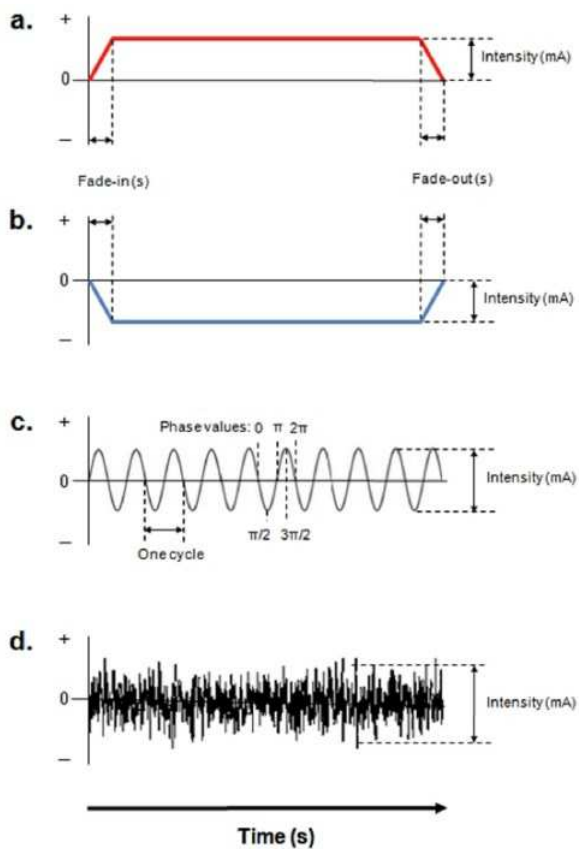 a.
+
0
Intensity (mA)
−
Fade-in (s)
Fade-out (s)
b.
+
0
Intensity (mA)
−
c.
+
Phase values: 0 π 2π
0
Intensity (mA)
−
π/2 3π/2
One cycle
d.
+
0
Intensity (mA)
−
Time (s)